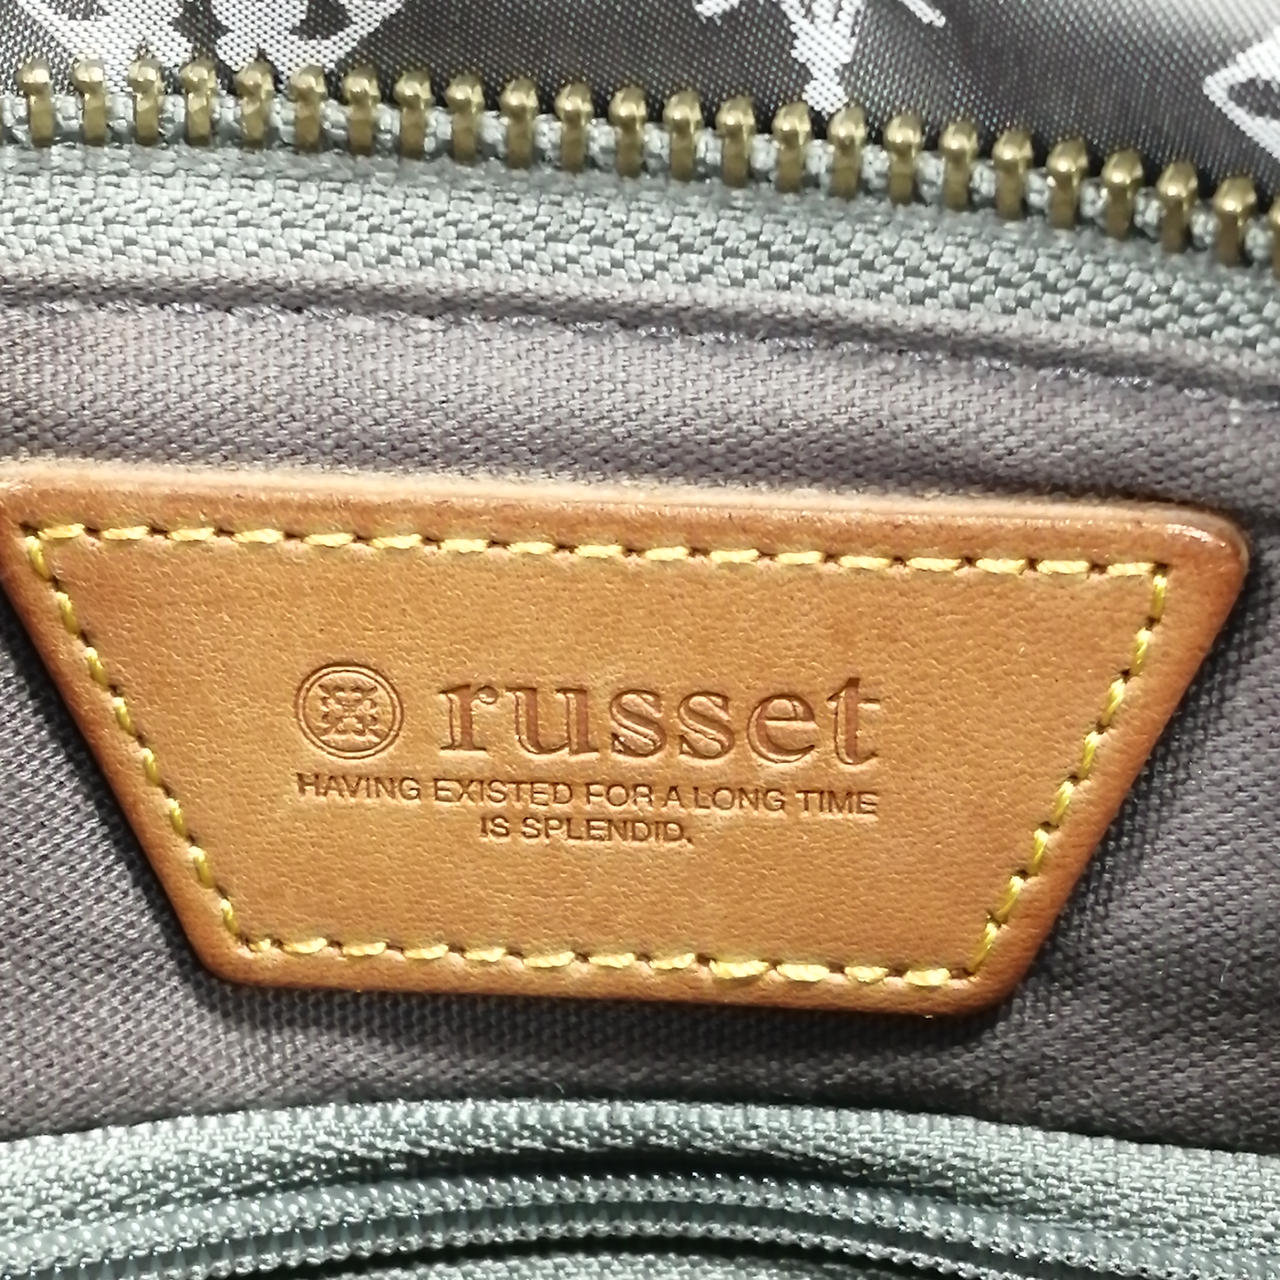 russet
HAVING EXISTED FOR A LONG TIME
IS SPLENDID.